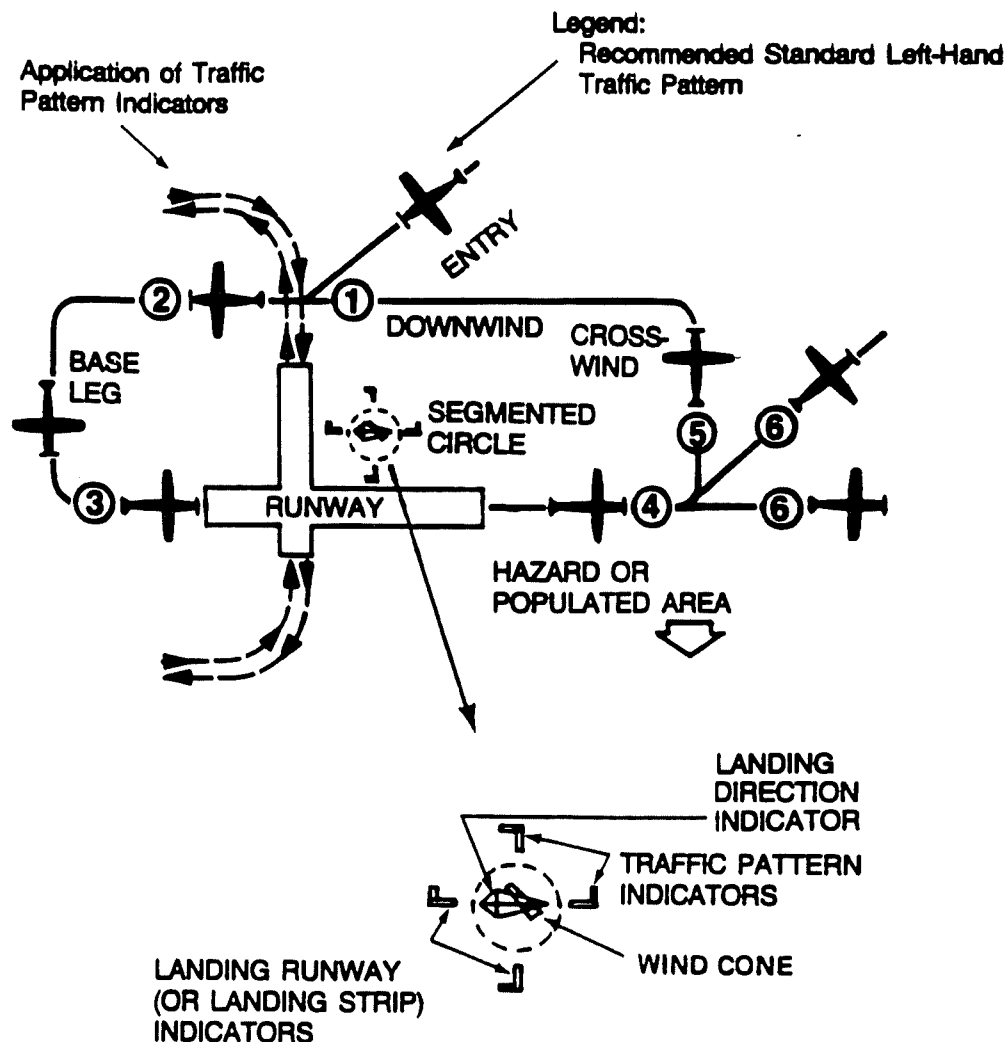 Legend:
Recommended Standard Left-Hand
Traffic Pattern
Application of Traffic
Pattern Indicators
ENTRY
2
1
DOWNWIND
CROSS-
WIND
BASE
LEG
SEGMENTED
CIRCLE
5
6
3
RUNWAY
4
6
HAZARD OR
POPULATED AREA
LANDING
DIRECTION
INDICATOR
TRAFFIC PATTERN
INDICATORS
WIND CONE
LANDING RUNWAY
(OR LANDING STRIP)
INDICATORS